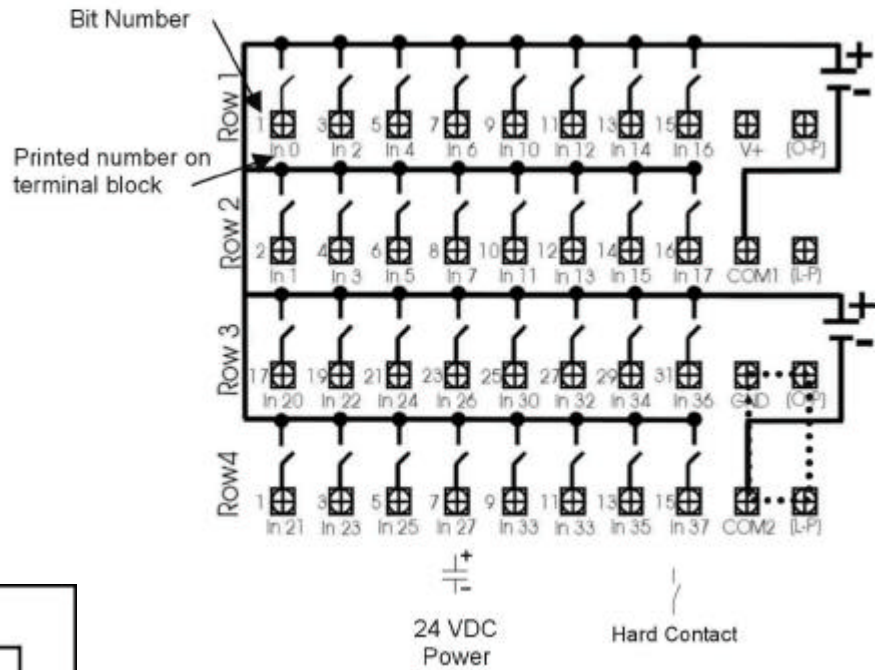 Bit Number
+
-
Row 1
1 3 5 7 9 11 13 15
In 0 In 2 In 4 In 6 In 10 In 12 In 14 In 16 V+ (O-P)
Printed number on
terminal block
Row 2
2 4 6 8 10 12 14 16
In 1 In 3 In 5 In 7 In 11 In 13 In 15 In 17 COM1 (L-P)
+
-
Row 3
17 19 21 23 25 27 29 31
In 20 In 22 In 24 In 26 In 30 In 32 In 34 In 36 GND (O-P)
Row4
1 3 5 7 9 11 13 15
In 21 In 23 In 25 In 27 In 33 In 33 In 35 In 37 COM2 (L-P)
+
-
24 VDC
Power
Hard Contact